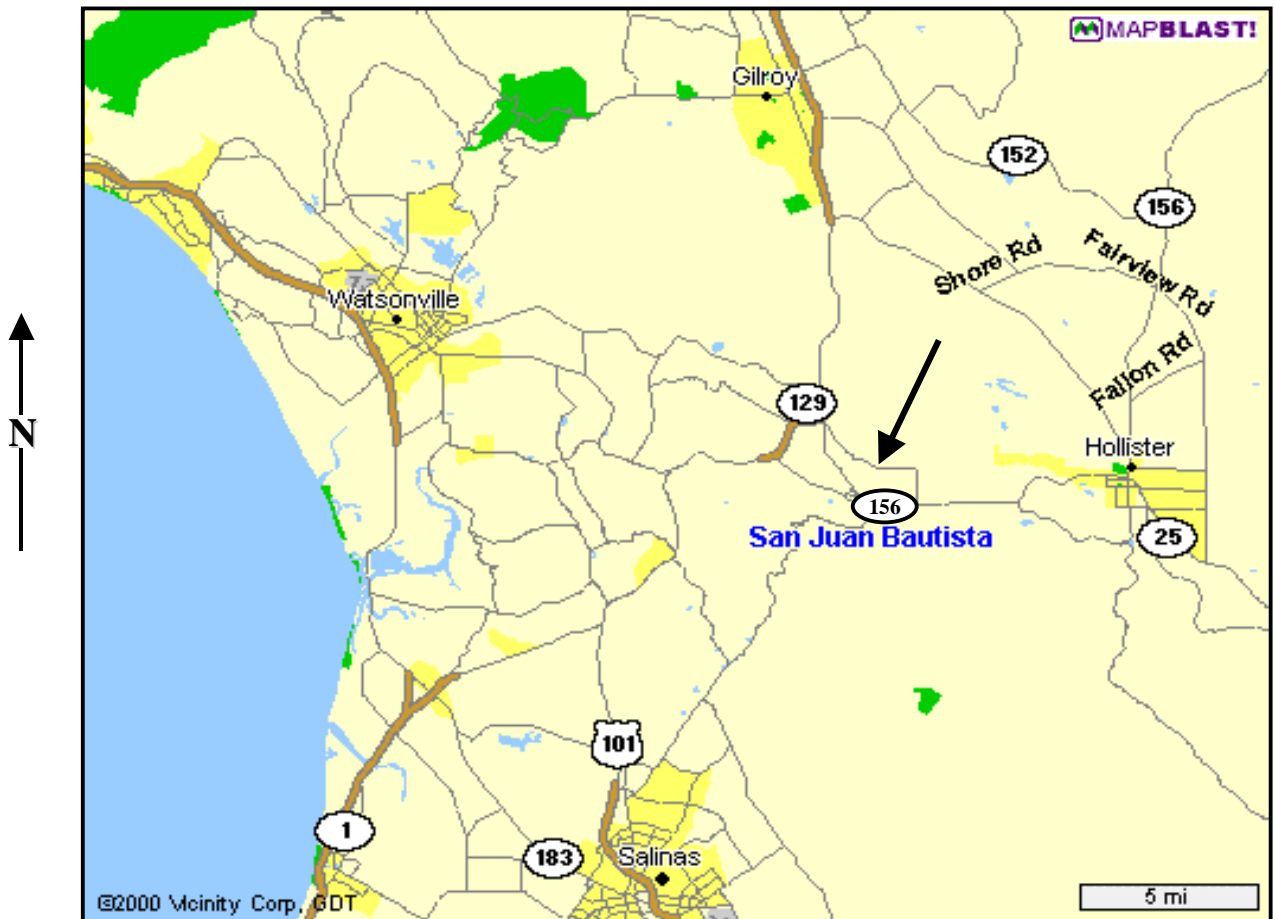 MAPBLAST!
Gilroy
152
156
Shore Rd
Fairview Rd
Watsonville
N
Fallon Rd
129
Hollister
156
San Juan Bautista
25
101
1
183
Salinas
©2000 Vicinity Corp, GDT
5 mi